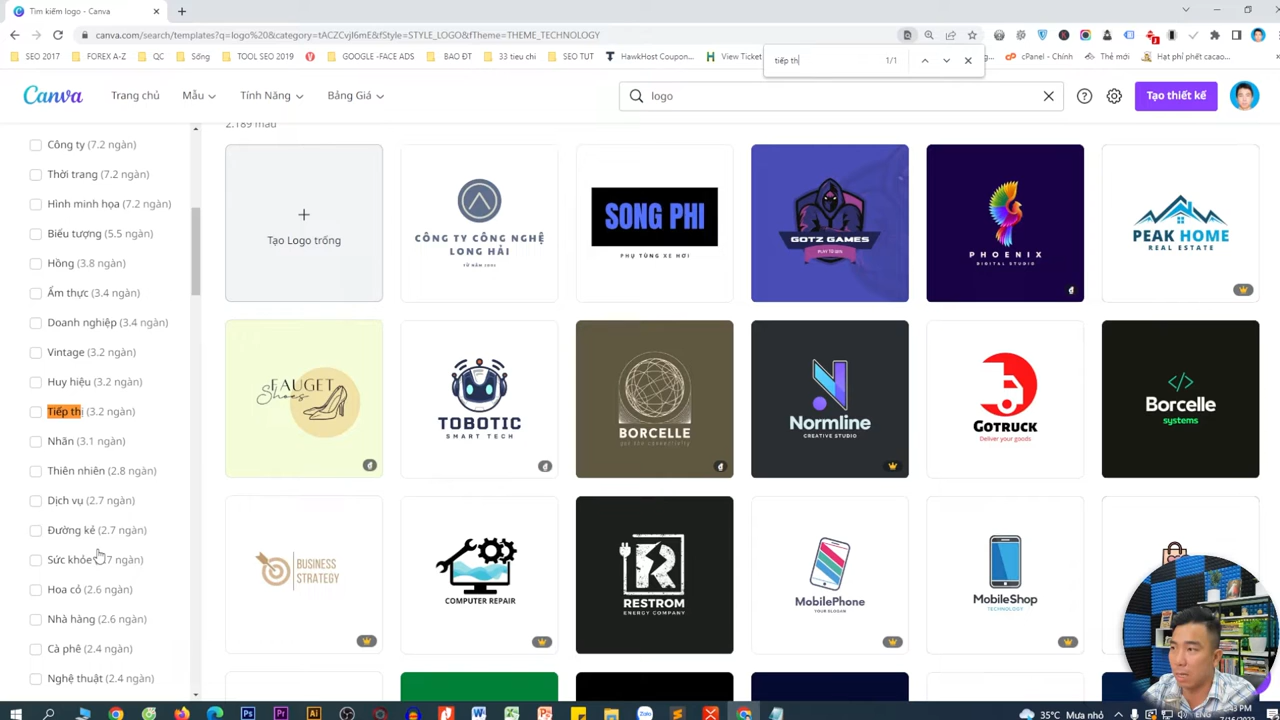 Tìm kiếm logo - Canva
canva.com/search/templates?q=logo%20&category=tACZCvjI6mE&fStyle=STYLE_LOGO&fTheme=THEME_TECHNOLOGY
SEO 2017
FOREX A-Z
QC
Sống
TOOL SEO 2019
GOOGLE -FACE ADS
BAO ĐT
33 tieu chi
SEO TUT
HawkHost Coupon...
View Ticket
cPanel - Chính
Thẻ mới
Hạt phỉ phết cacao...
tiếp th
1/1
Canva
Trang chủ
Mẫu
Tính Năng
Bảng Giá
logo
Tạo thiết kế
2.189 mẫu
Công ty (7.2 ngàn)
Thời trang (7.2 ngàn)
Hình minh họa (7.2 ngàn)
Biểu tượng (5.5 ngàn)
Hồng (3.8 ngàn)
Ẩm thực (3.4 ngàn)
Doanh nghiệp (3.4 ngàn)
Vintage (3.2 ngàn)
Huy hiệu (3.2 ngàn)
Tiếp thị (3.2 ngàn)
Nhãn (3.1 ngàn)
Thiên nhiên (2.8 ngàn)
Dịch vụ (2.7 ngàn)
Đường kẻ (2.7 ngàn)
Sức khỏe ngàn)
Hoa cỏ (2.6 ngàn)
Nhà hàng (2.6 ngàn)
Cà phê (2.4 ngàn)
Nghệ thuật (2.4 ngàn)
Tạo Logo trống
CÔNG TY CÔNG NGHỆ
LONG HẢI
SONG PHI
PHỤ TÙNG XE HƠI
GOTZ GAMES
PHOENIX
DIGITAL STUDIO
PEAK HOME
REAL ESTATE
FAUGET
Shoes
TOBOTIC
SMART TECH
BORCELLE
Normline
CREATIVE STUDIO
GOTRUCK
Deliver your goods
Borcelle
systems
BUSINESS
STRATEGY
COMPUTER REPAIR
RESTROM
ENERGY COMPANY
MobilePhone
YOUR SLOGAN
MobileShop
TECHNOLOGY
35°C Mưa nhỏ
ENG